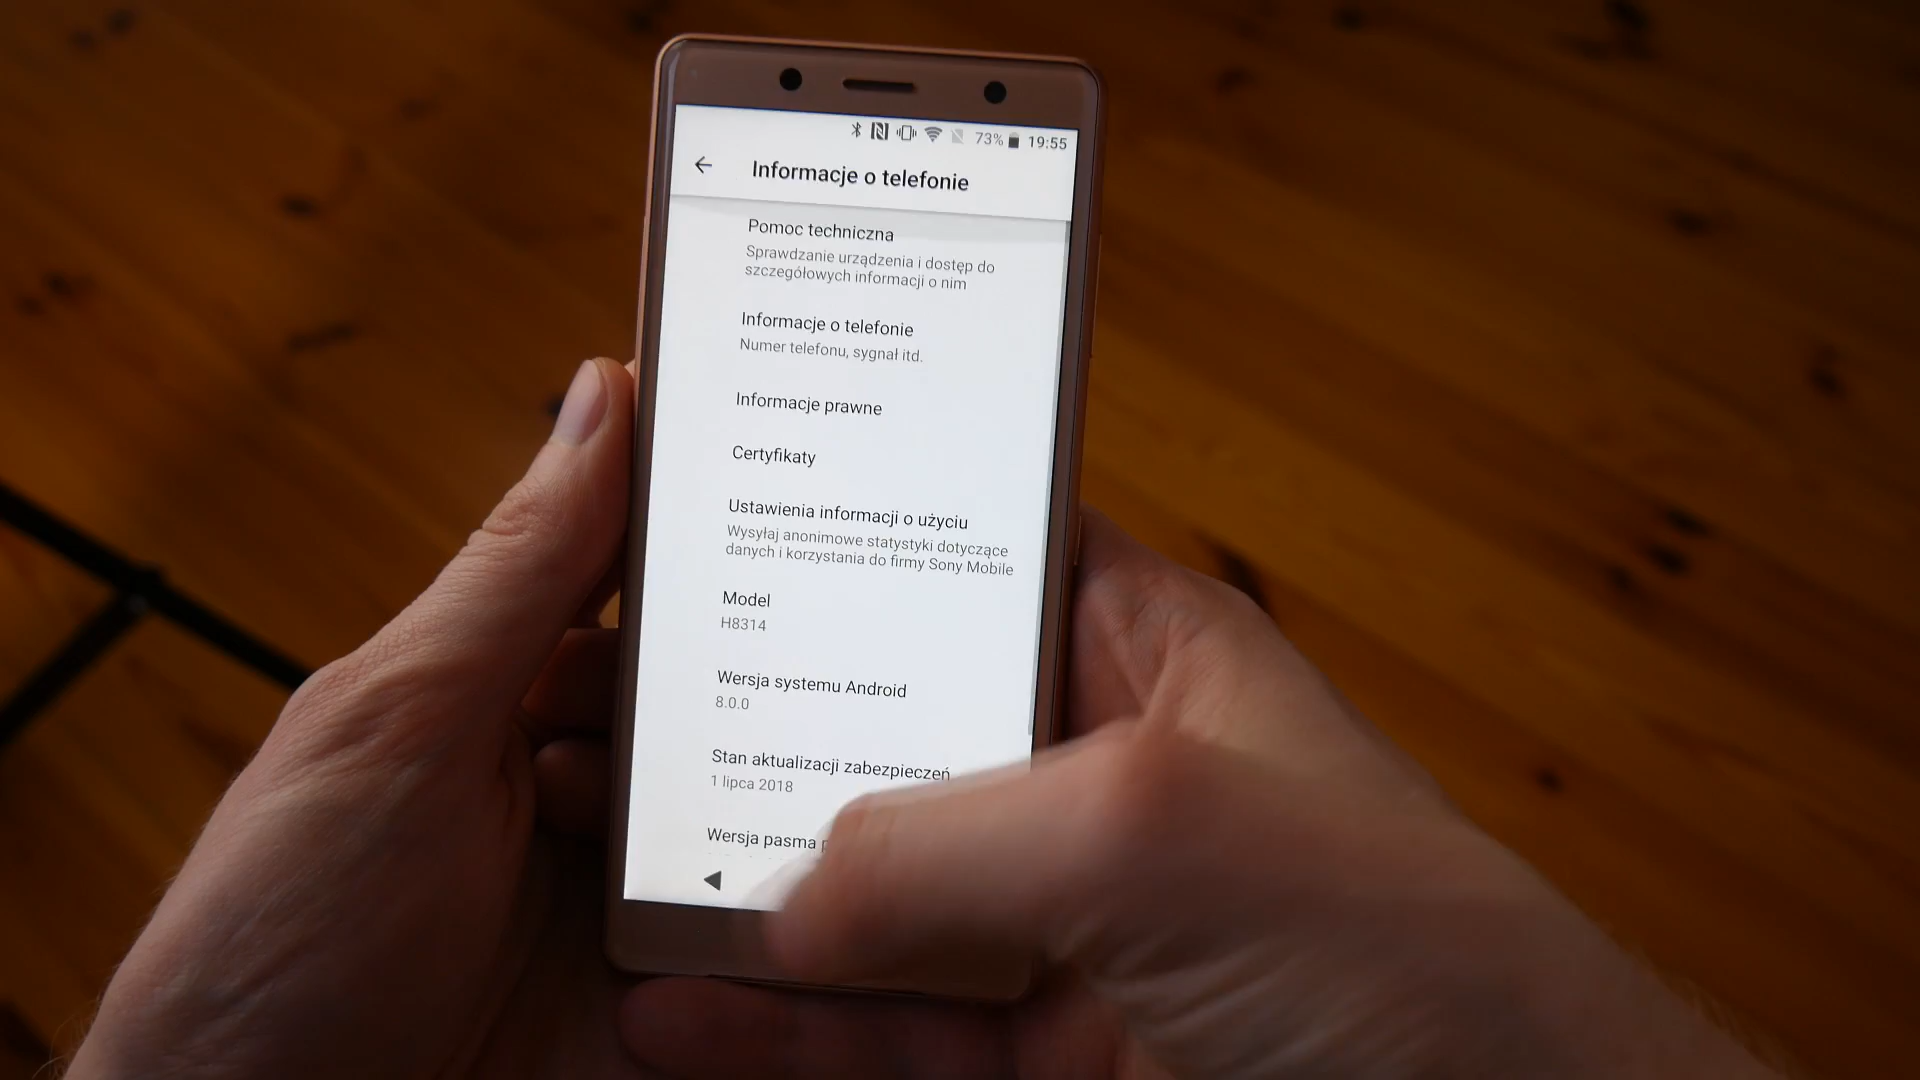 73% 19:55
Informacje o telefonie
Pomoc techniczna
Sprawdzanie urządzenia i dostęp do
szczegółowych informacji o nim
Informacje o telefonie
Numer telefonu, sygnał itd.
Informacje prawne
Certyfikaty
Ustawienia informacji o użyciu
Wysyłaj anonimowe statystyki dotyczące
danych i korzystania do firmy Sony Mobile
Model
H8314
Wersja systemu Android
8.0.0
Stan aktualizacji zabezpieczeń
1 lipca 2018
Wersja pasma